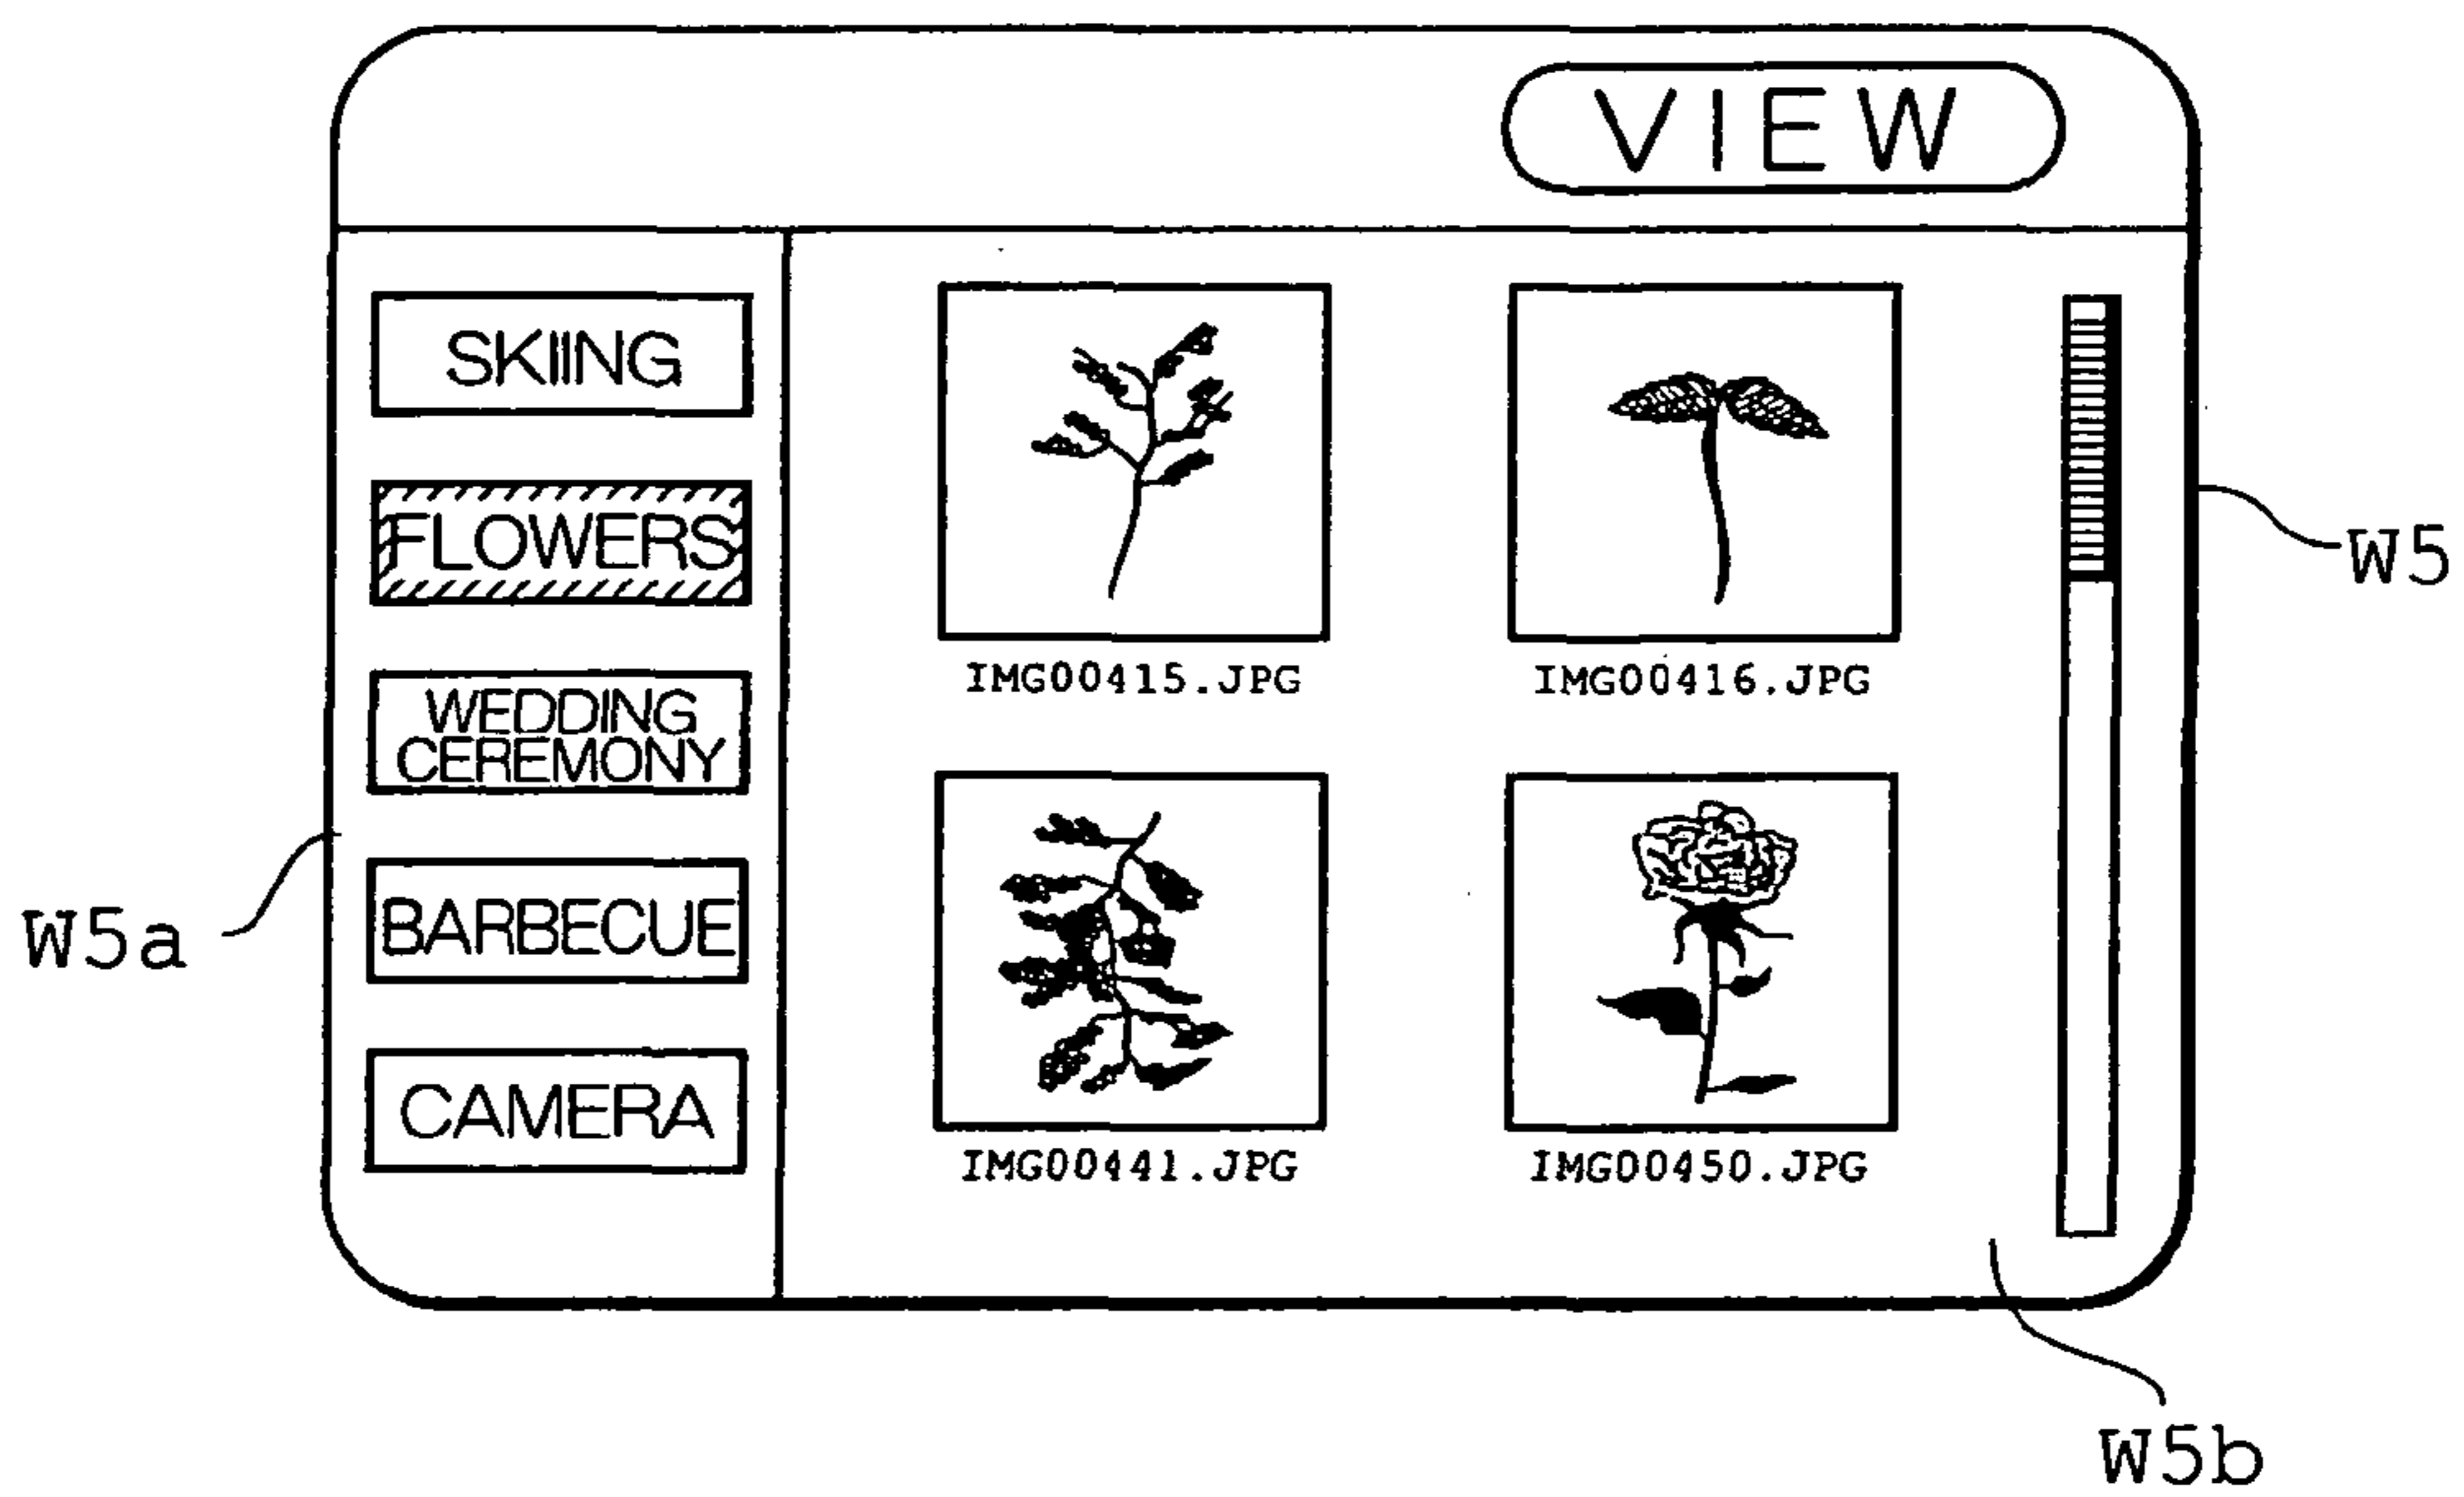 VIEW
SKIING
FLOWERS
WEDDING
CEREMONY
BARBECUE
CAMERA
IMG00415.JPG
IMG00416.JPG
IMG00441.JPG
IMG00450.JPG
W5
W5a
W5b